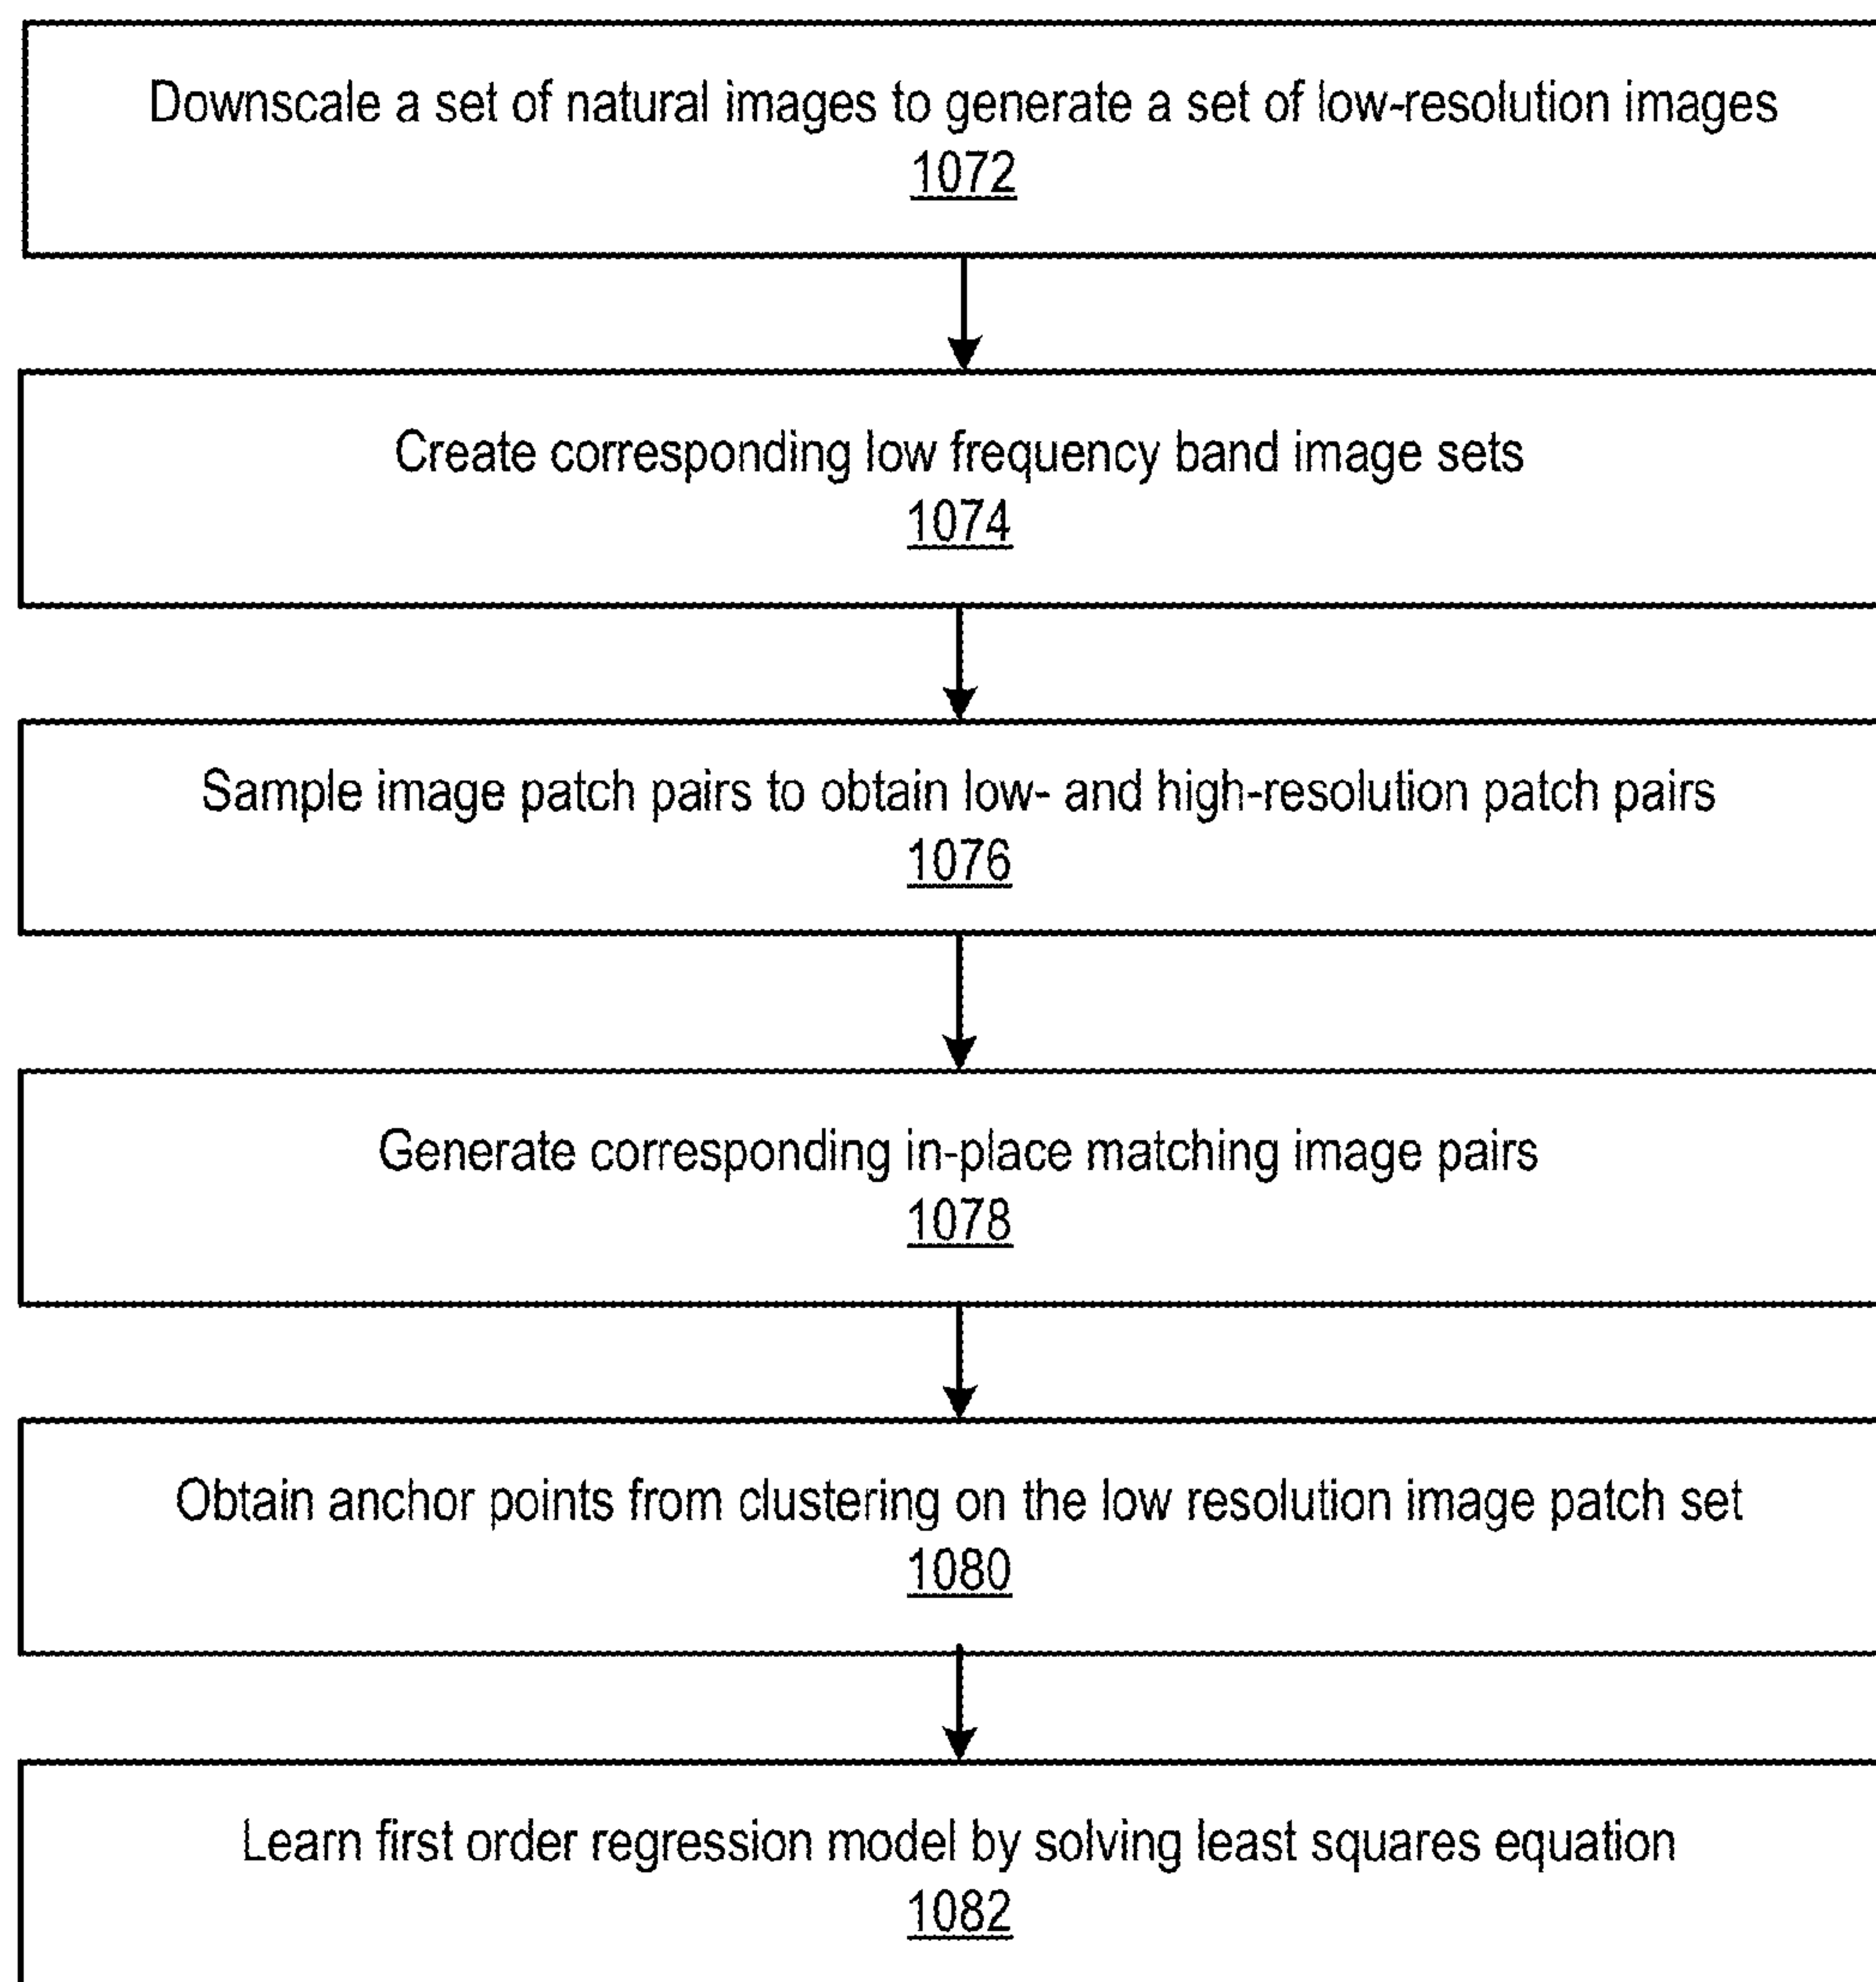 Downscale a set of natural images to generate a set of low-resolution images
1072
Create corresponding low frequency band image sets
1074
Sample image patch pairs to obtain low- and high-resolution patch pairs
1076
Generate corresponding in-place matching image pairs
1078
Obtain anchor points from clustering on the low resolution image patch set
1080
Learn first order regression model by solving least squares equation
1082